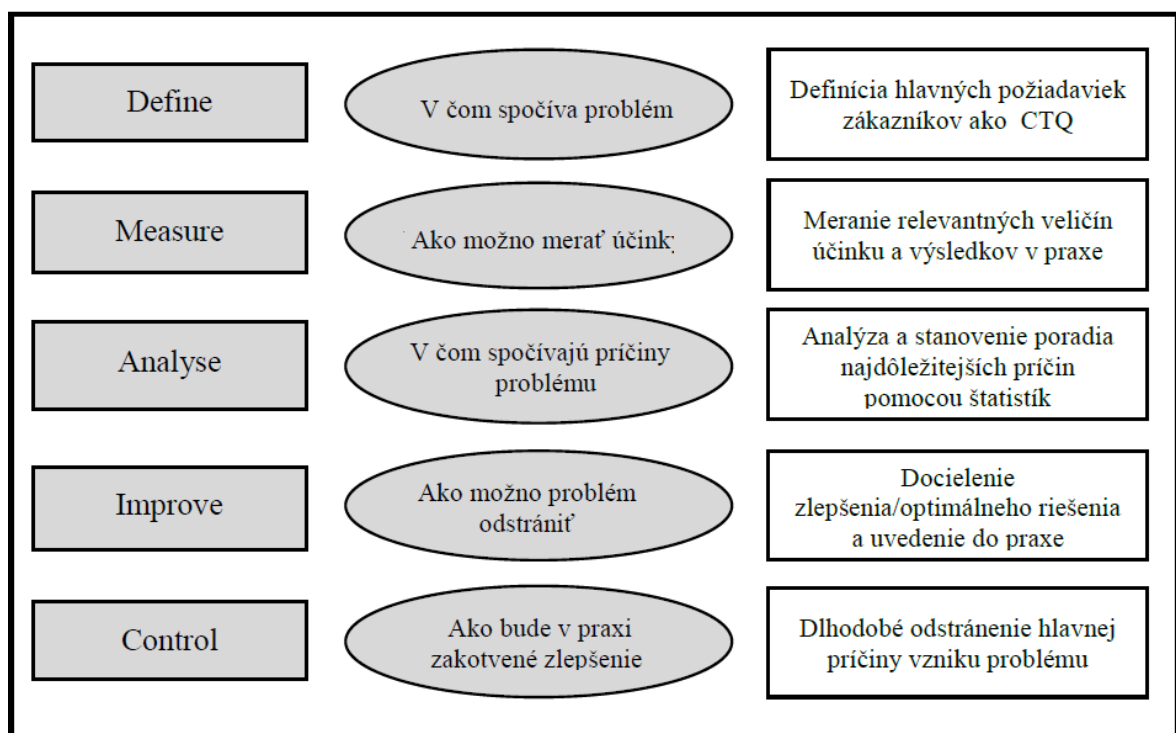 Define
V čom spočíva problém
Definícia hlavných požiadaviek
zákazníkov ako CTQ
Measure
Ako možno merať účinky
Meranie relevantných veličín
účinku a výsledkov v praxe
Analyse
V čom spočívajú príčiny
problému
Analýza a stanovenie poradia
najdôležitejších príčin
pomocou štatistík
Improve
Ako možno problém
odstrániť
Docielenie
zlepšenia/optimálneho riešenia
a uvedenie do praxe
Control
Ako bude v praxi
zakotvené zlepšenie
Dlhodobé odstránenie hlavnej
príčiny vzniku problému